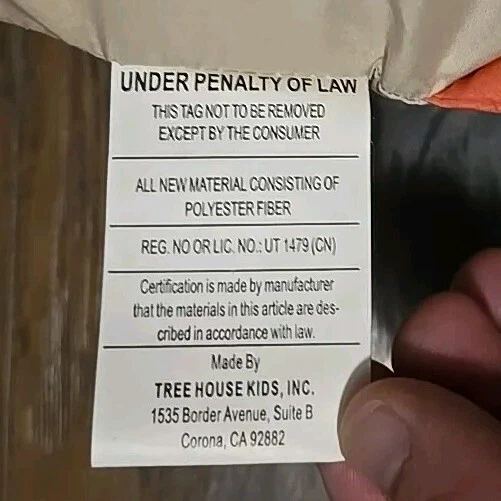 UNDER PENALTY OF LAW
THIS TAG NOT TO BE REMOVED
EXCEPT BY THE CONSUMER
ALL NEW MATERIAL CONSISTING OF
POLYESTER FIBER
REG. NO OR LIC. NO.: UT 1479 (CN)
Certification is made by manufacturer
that the materials in this article are des-
cribed in accordance with law.
Made By
TREE HOUSE KIDS, INC.
1535 Border Avenue, Suite B
Corona, CA 92882